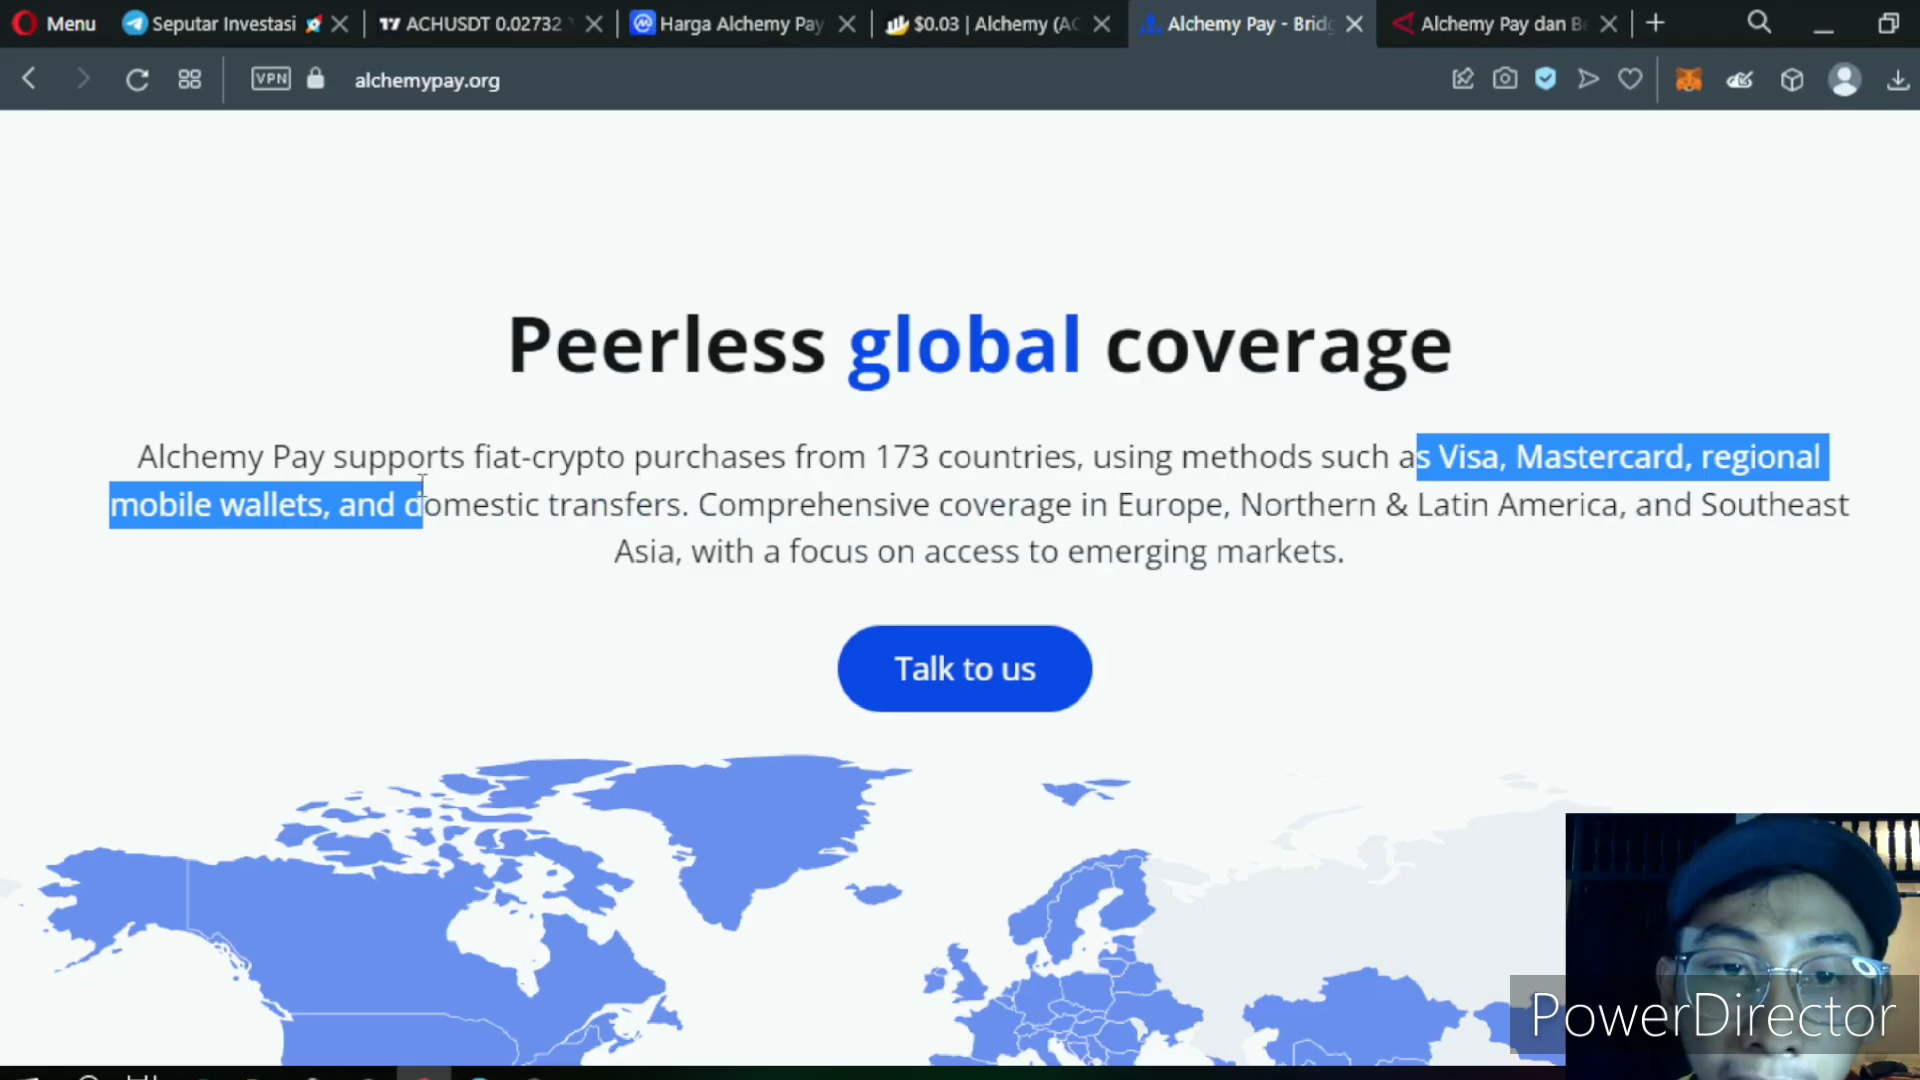 Menu
Seputar Investasi
ACHUSDT 0.02732
Harga Alchemy Pay
$0.03 | Alchemy (AC
Alchemy Pay - Bridg
Alchemy Pay dan Be
VPN
alchemypay.org
Peerless global coverage
Alchemy Pay supports fiat-crypto purchases from 173 countries, using methods such as Visa, Mastercard, regional
mobile wallets, and domestic transfers. Comprehensive coverage in Europe, Northern & Latin America, and Southeast
Asia, with a focus on access to emerging markets.
Talk to us
PowerDirector